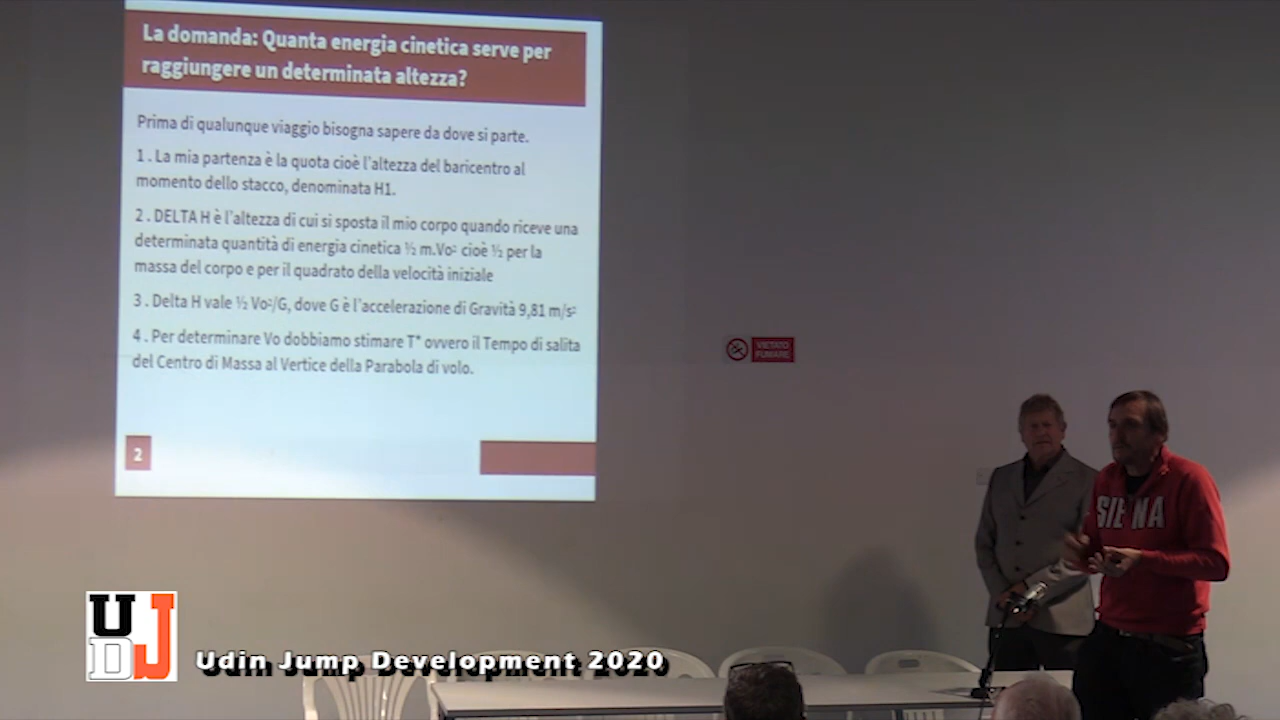 La domanda: Quanta energia cinetica serve per
raggiungere un determinata altezza?
Prima di qualunque viaggio bisogna sapere da dove si parte.
1 . La mia partenza è la quota cioè l'altezza del baricentro al
momento dello stacco, denominata H1.
2 . DELTA H è l'altezza di cui si sposta il mio corpo quando riceve una
determinata quantità di energia cinetica ½ m.Vo² cioè ½ per la
massa del corpo e per il quadrato della velocità iniziale
3 . Delta H vale ½ Vo²/G, dove G è l'accelerazione di Gravità 9,81 m/s²
4 . Per determinare Vo dobbiamo stimare T* ovvero il Tempo di salita
del Centro di Massa al Vertice della Parabola di volo.
2
VIETATO
FUMARE
SIENA
UDJ
Udin Jump Development 2020